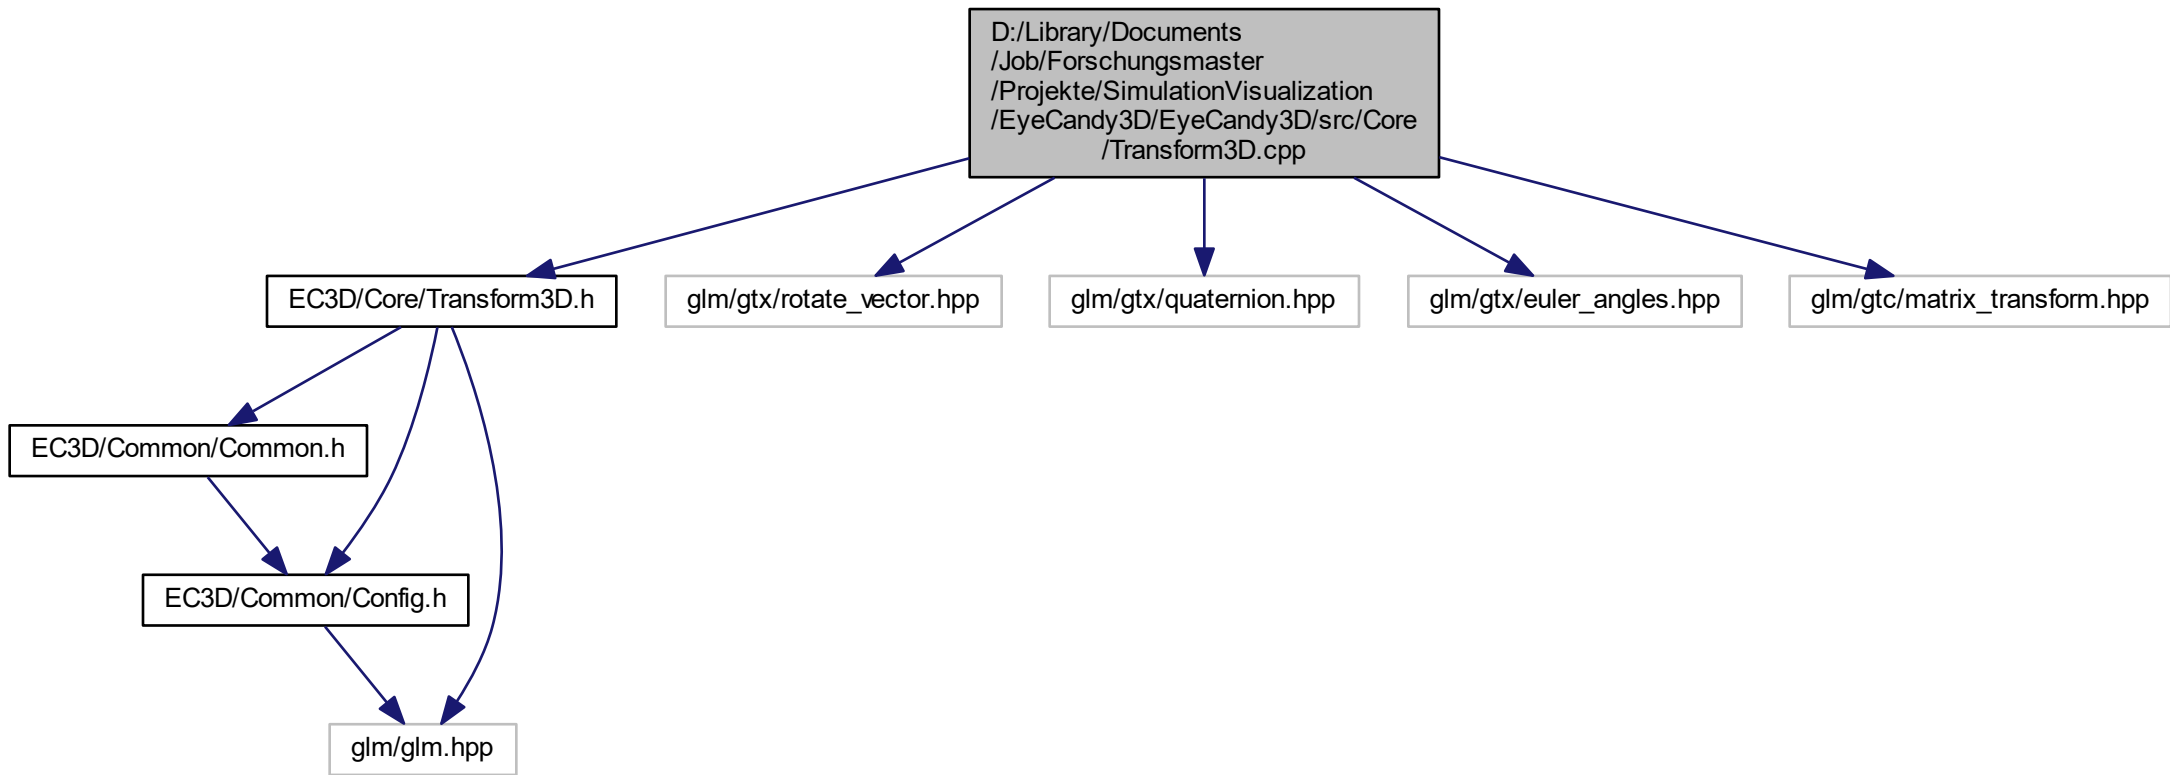 D:/Library/Documents
/Job/Forschungsmaster
/Projekte/SimulationVisualization
/EyeCandy3D/EyeCandy3D/src/Core
/Transform3D.cpp
EC3D/Core/Transform3D.h
glm/gtx/rotate_vector.hpp
glm/gtx/quaternion.hpp
glm/gtx/euler_angles.hpp
glm/gtc/matrix_transform.hpp
EC3D/Common/Common.h
EC3D/Common/Config.h
glm/glm.hpp